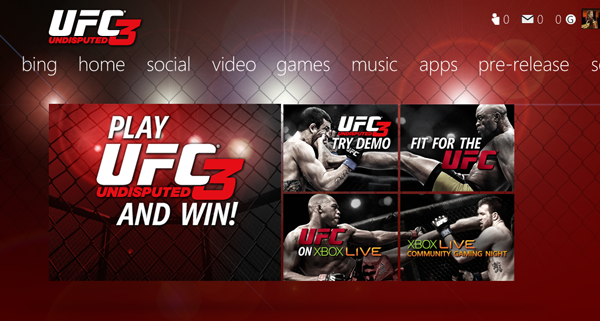 UFC
UNDISPUTED 3
0 0 0 G
bing home social video games music apps pre-release
PLAY
UFC
UNDISPUTED 3
AND WIN!
UFC 3
UNDISPUTED
TRY DEMO
FIT FOR THE
UFC
UFC
ON XBOX LIVE
XBOX LIVE
COMMUNITY GAMING NIGHT